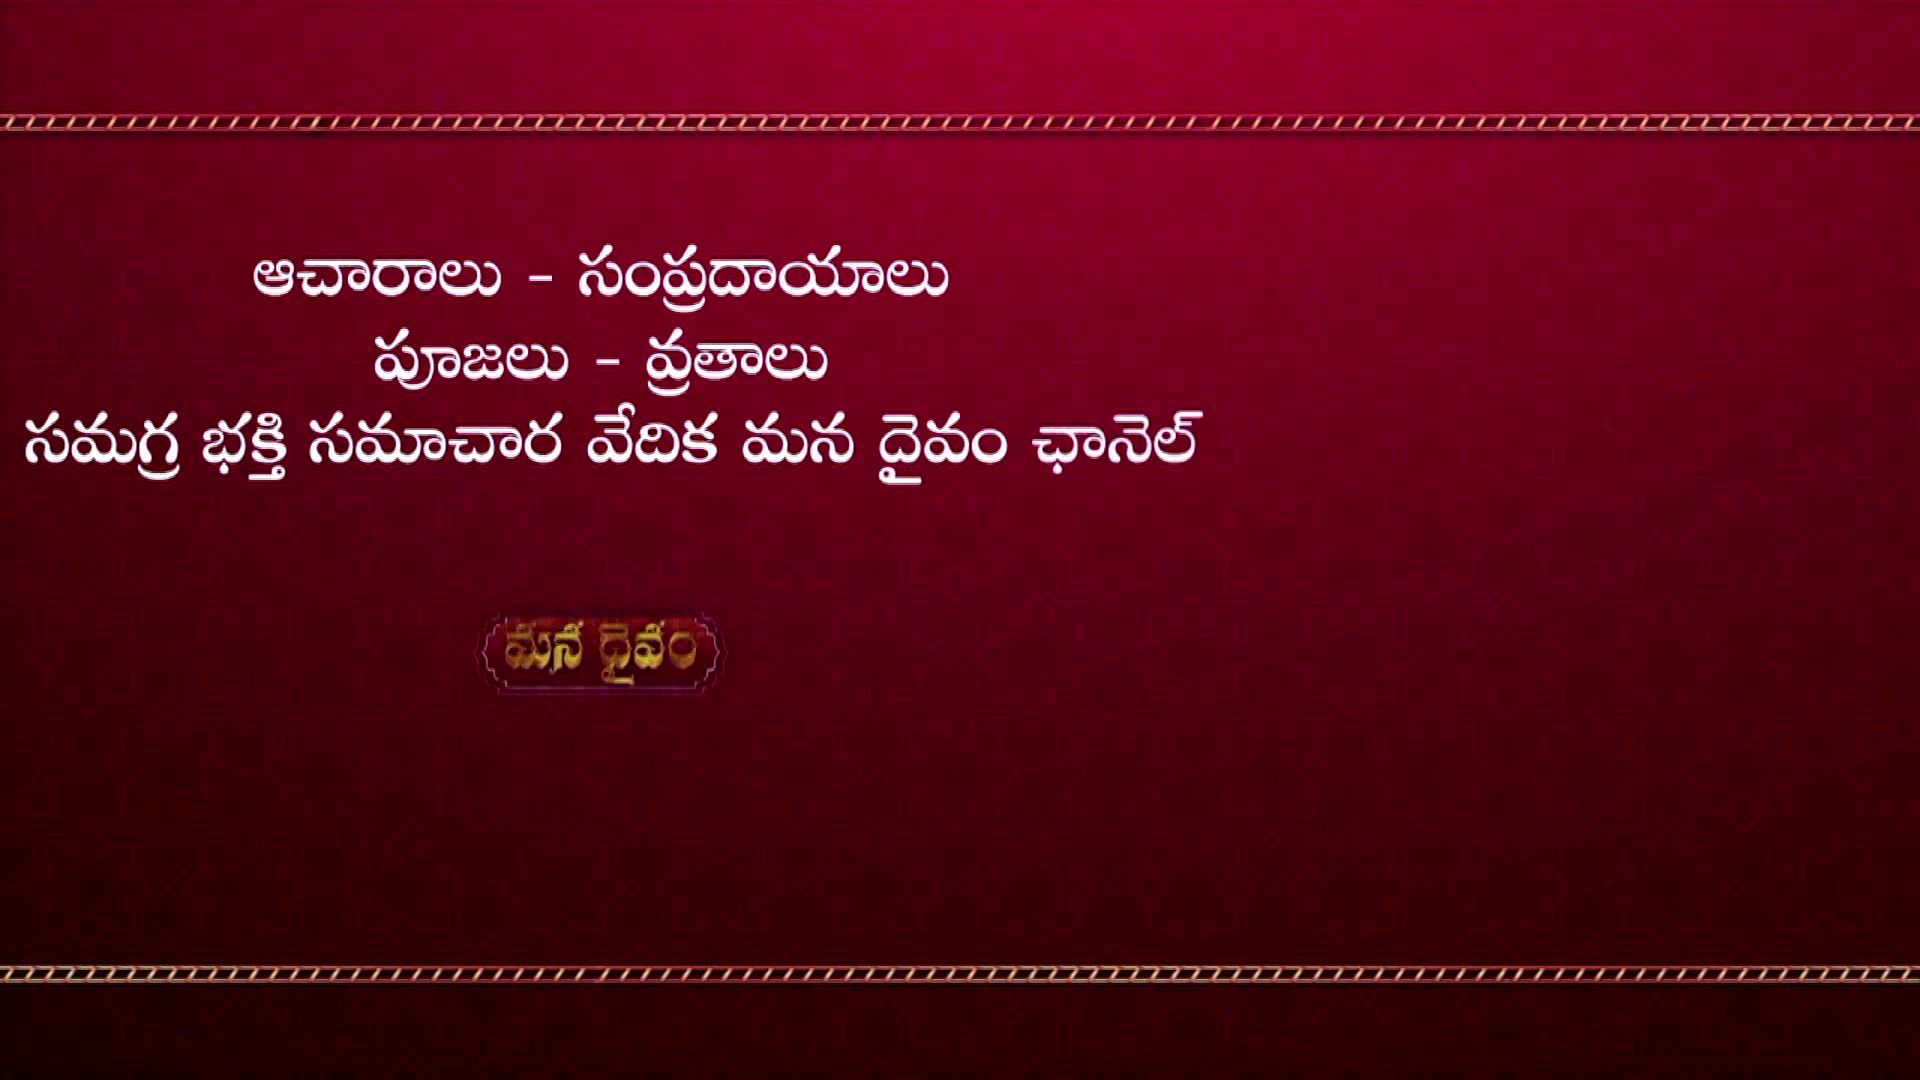 ఆచారాలు - సంప్రదాయాలు
పూజలు - వ్రతాలు
సమగ్ర భక్తి సమాచార వేదిక మన దైవం ఛానెల్
మన దైవం